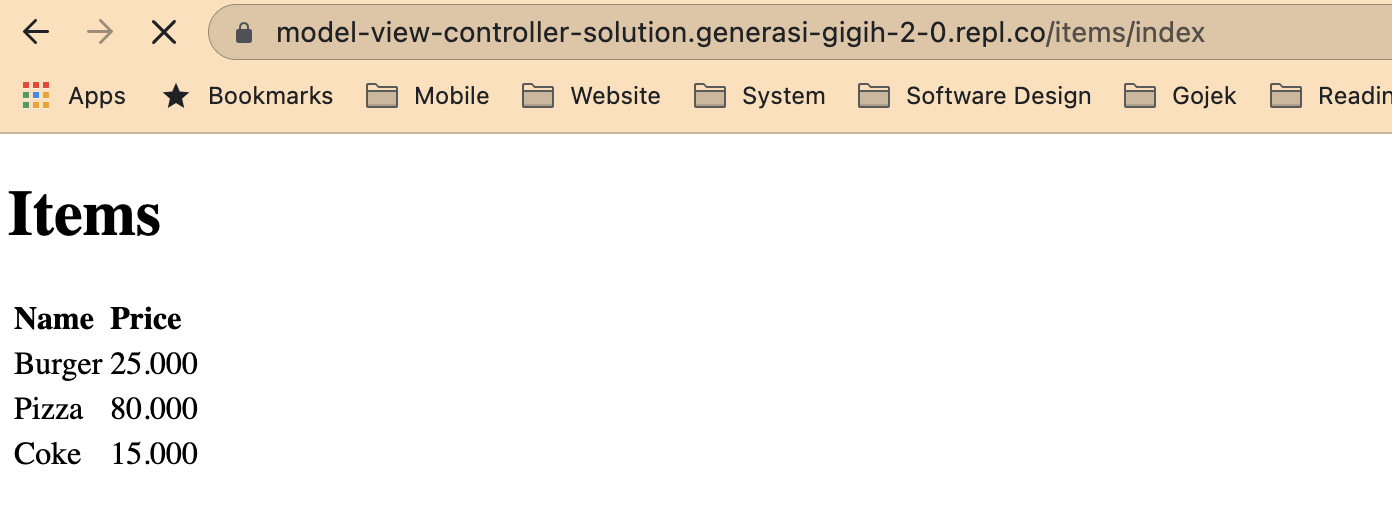 model-view-controller-solution.generasi-gigih-2-0.repl.co/items/index
Apps Bookmarks Mobile Website System Software Design Gojek Readin
Items
Name Price
Burger 25.000
Pizza 80.000
Coke 15.000